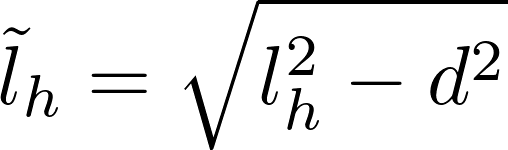 $\tilde{l}_h = \sqrt{l_h^2 - d^2}$